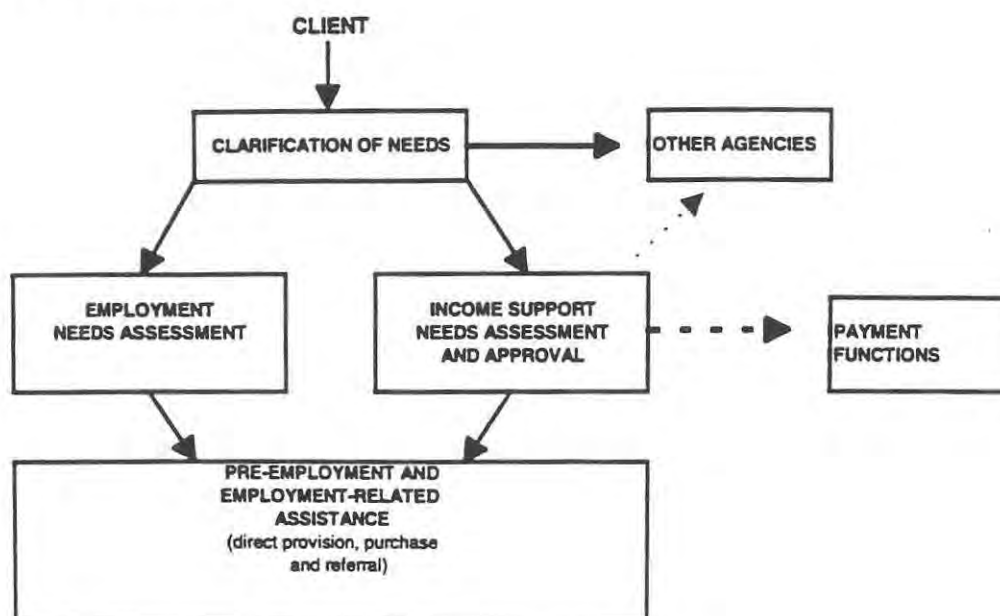 CLIENT
CLARIFICATION OF NEEDS
OTHER AGENCIES
EMPLOYMENT
NEEDS ASSESSMENT
INCOME SUPPORT
NEEDS ASSESSMENT
AND APPROVAL
PAYMENT
FUNCTIONS
PRE-EMPLOYMENT AND
EMPLOYMENT-RELATED
ASSISTANCE
(direct provision, purchase
and referral)